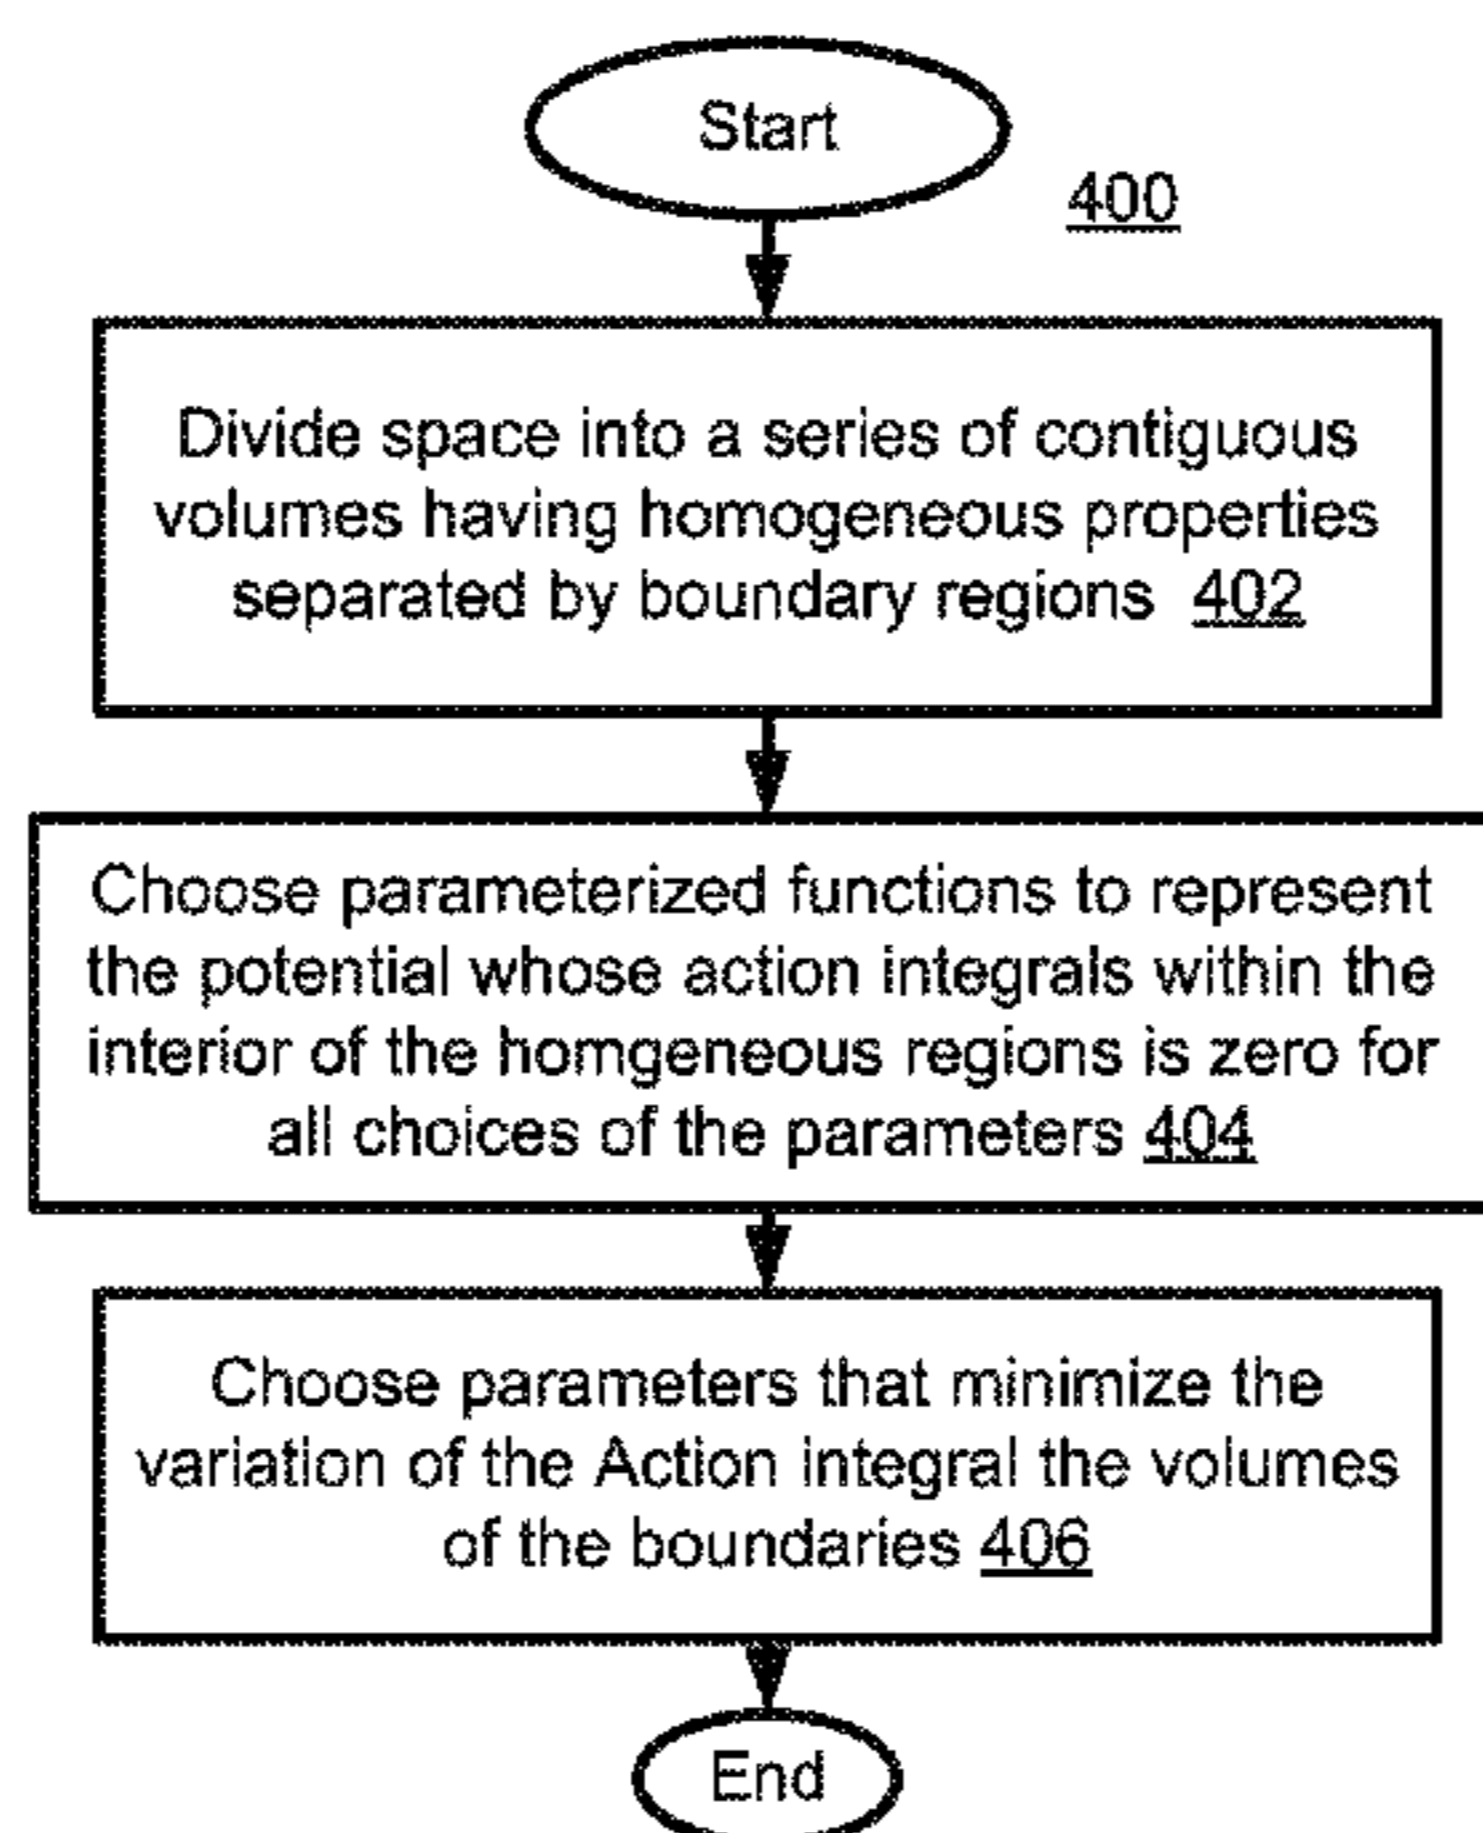 Start
400
Divide space into a series of contiguous
volumes having homogeneous properties
separated by boundary regions 402
Choose parameterized functions to represent
the potential whose action integrals within the
interior of the homgeneous regions is zero for
all choices of the parameters 404
Choose parameters that minimize the
variation of the Action integral the volumes
of the boundaries 406
End